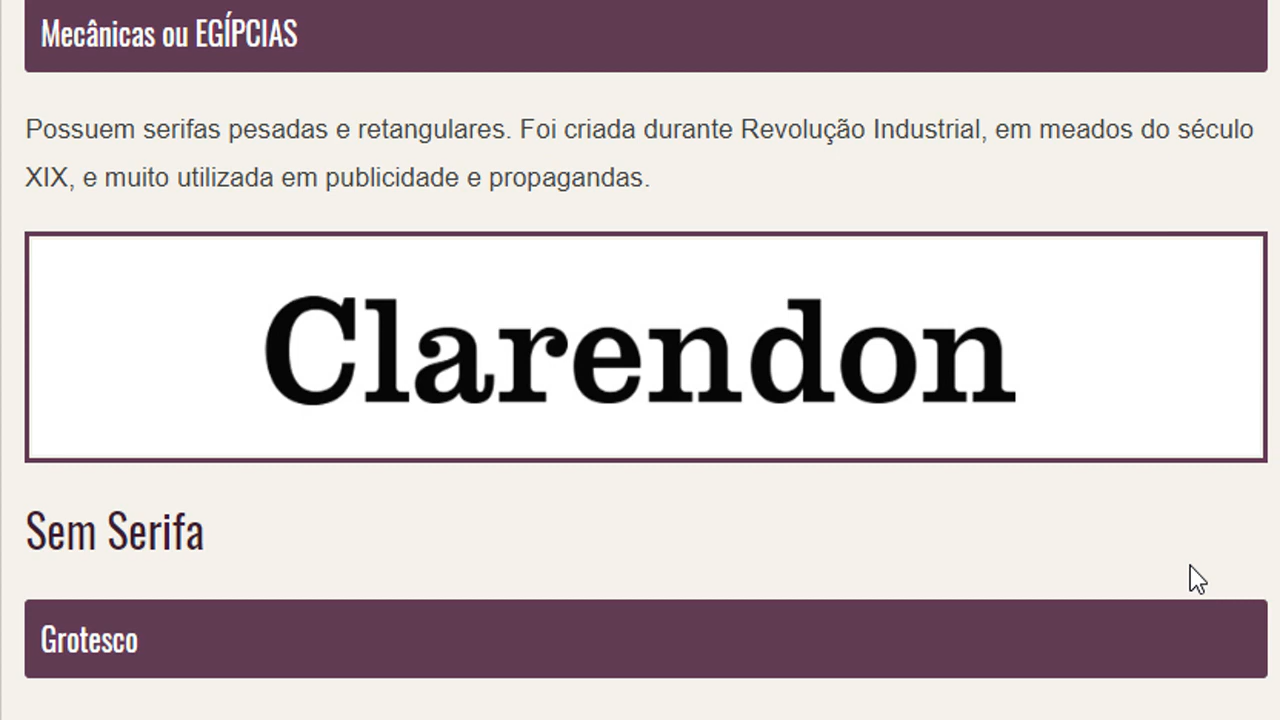 Mecânicas ou EGÍPCIAS
Possuem serifas pesadas e retangulares. Foi criada durante Revolução Industrial, em meados do século
XIX, e muito utilizada em publicidade e propagandas.
Clarendon
Sem Serifa
Grotesco